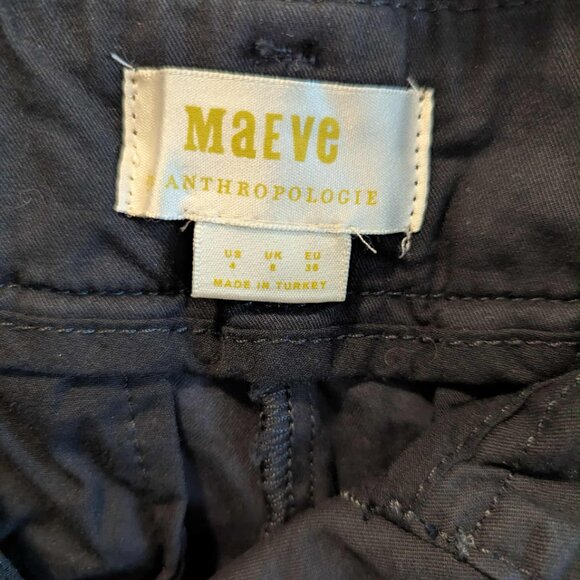 MaEVe
ANTHROPOLOGIE
US UK EU
4 8 36
MADE IN TURKEY